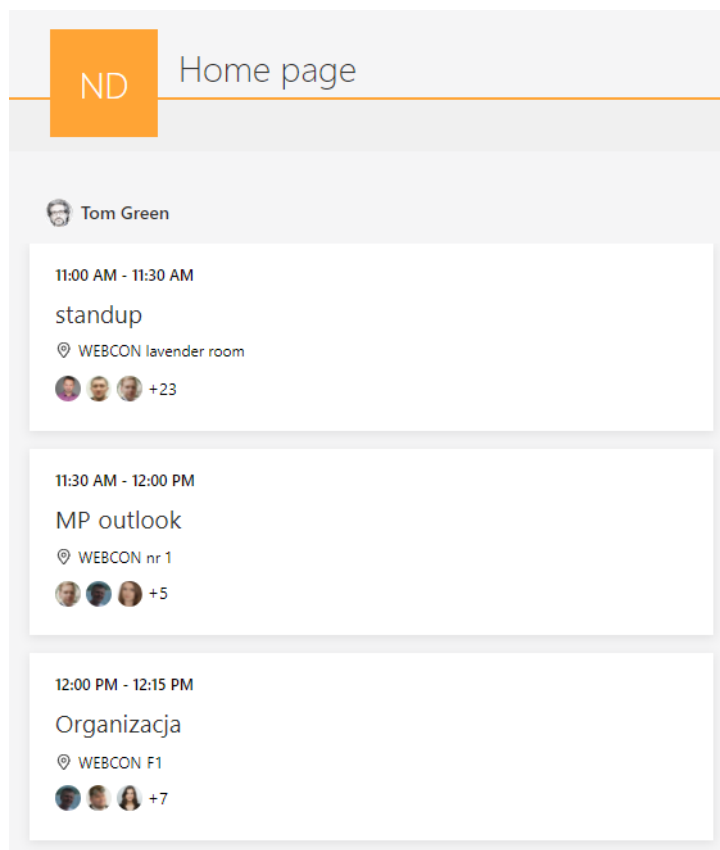 ND
Home page
Tom Green
11:00 AM - 11:30 AM
standup
WEBCON lavender room
+23
11:30 AM - 12:00 PM
MP outlook
WEBCON nr 1
+5
12:00 PM - 12:15 PM
Organizacja
WEBCON F1
+7